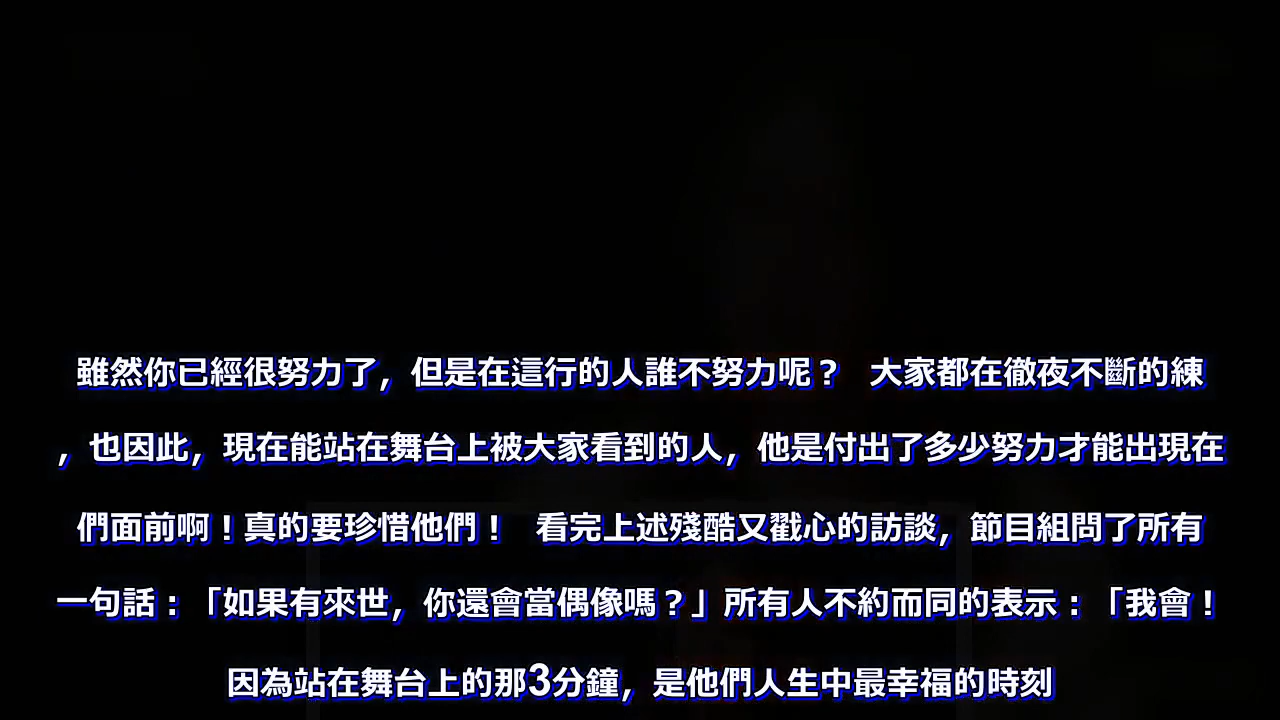 雖然你已經很努力了，但是在這行的人誰不努力呢？ 大家都在徹夜不斷的練
，也因此，現在能站在舞台上被大家看到的人，他是付出了多少努力才能出現在
們面前啊！真的要珍惜他們！ 看完上述殘酷又戳心的訪談，節目組問了所有
一句話：「如果有來世，你還會當偶像嗎？」所有人不約而同的表示：「我會！
因為站在舞台上的那3分鐘，是他們人生中最幸福的時刻